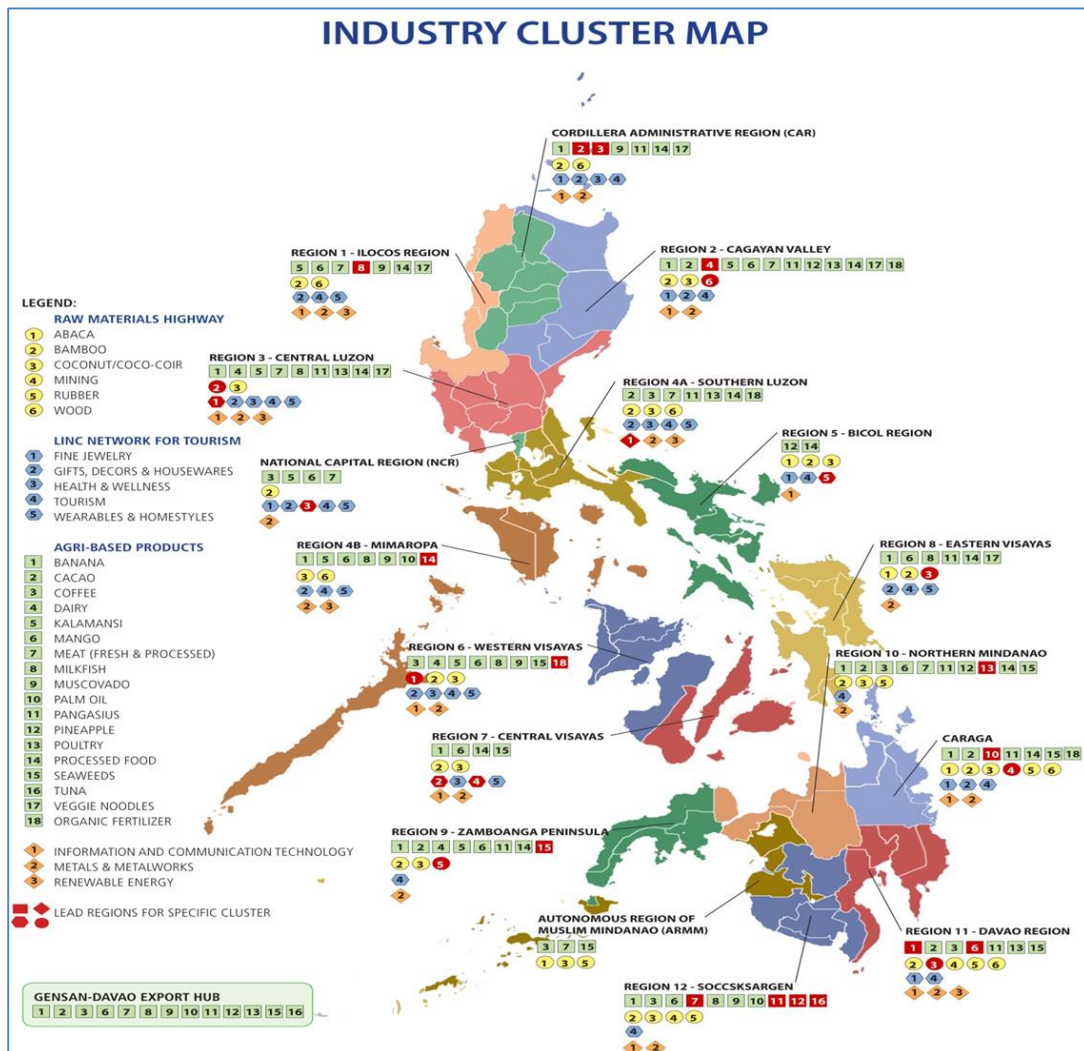 INDUSTRY CLUSTER MAP
CORDILLERA ADMINISTRATIVE REGION (CAR)
1 2 3 9 11 14 17
2 6
1 2 3 4
1 2
REGION 1 - ILOCOS REGION
5 6 7 8 9 14 17
2 6
2 4 5
1 2 3
REGION 2 - CAGAYAN VALLEY
1 2 4 5 6 7 11 12 13 14 17 18
2 3 6
1 2 4
1 2
LEGEND:
RAW MATERIALS HIGHWAY
1 ABACA
2 BAMBOO
3 COCONUT/COCO-COIR
4 MINING
5 RUBBER
6 WOOD
LINC NETWORK FOR TOURISM
1 FINE JEWELRY
2 GIFTS, DECORS & HOUSEWARES
3 HEALTH & WELLNESS
4 TOURISM
5 WEARABLES & HOMESTYLES
AGRI-BASED PRODUCTS
1 BANANA
2 CACAO
3 COFFEE
4 DAIRY
5 KALAMANSI
6 MANGO
7 MEAT (FRESH & PROCESSED)
8 MILKFISH
9 MUSCOVADO
10 PALM OIL
11 PANGASIUS
12 PINEAPPLE
13 POULTRY
14 PROCESSED FOOD
15 SEAWEEDS
16 TUNA
17 VEGGIE NOODLES
18 ORGANIC FERTILIZER
1 INFORMATION AND COMMUNICATION TECHNOLOGY
2 METALS & METALWORKS
3 RENEWABLE ENERGY
LEAD REGIONS FOR SPECIFIC CLUSTER
REGION 3 - CENTRAL LUZON
1 4 5 7 8 11 13 14 17
2 3
1 2 3 4 5
1 2 3
REGION 4A - SOUTHERN LUZON
2 3 7 11 13 14 18
2 3 6
2 3 4 5
1 2 3
NATIONAL CAPITAL REGION (NCR)
3 5 6 7
2
1 2 3 4 5
2
REGION 5 - BICOL REGION
12 14
1 2 3
1 4 5
1
REGION 4B - MIMAROPA
1 5 6 8 9 10 14
3 6
2 4 5
2 3
REGION 8 - EASTERN VISAYAS
1 6 8 11 14 17
1 2 3
2 4 5
2
REGION 6 - WESTERN VISAYAS
3 4 5 6 8 9 15 18
1 2 3
2 3 4 5
1 2
REGION 10 - NORTHERN MINDANAO
1 2 3 6 7 11 12 13 14 15
2 3 5
4
2
REGION 7 - CENTRAL VISAYAS
1 6 14 15
2 3
2 3 4 5
1 2
CARAGA
1 2 10 11 14 15 18
1 2 3 4 5 6
1 2 4
1 2
REGION 9 - ZAMBOANGA PENINSULA
1 2 4 5 6 11 14 15
2 3 5
4
2
AUTONOMOUS REGION OF
MUSLIM MINDANAO (ARMM)
3 7 15
1 3 5
REGION 11 - DAVAO REGION
1 2 3 6 11 13 15
2 3 4 5 6
1 4
1 2 3
REGION 12 - SOCCSKSARGEN
1 3 6 7 8 9 10 11 12 16
2 3 4 5
4
1 2
GENSAN-DAVAO EXPORT HUB
1 2 3 6 7 8 9 10 11 12 13 15 16